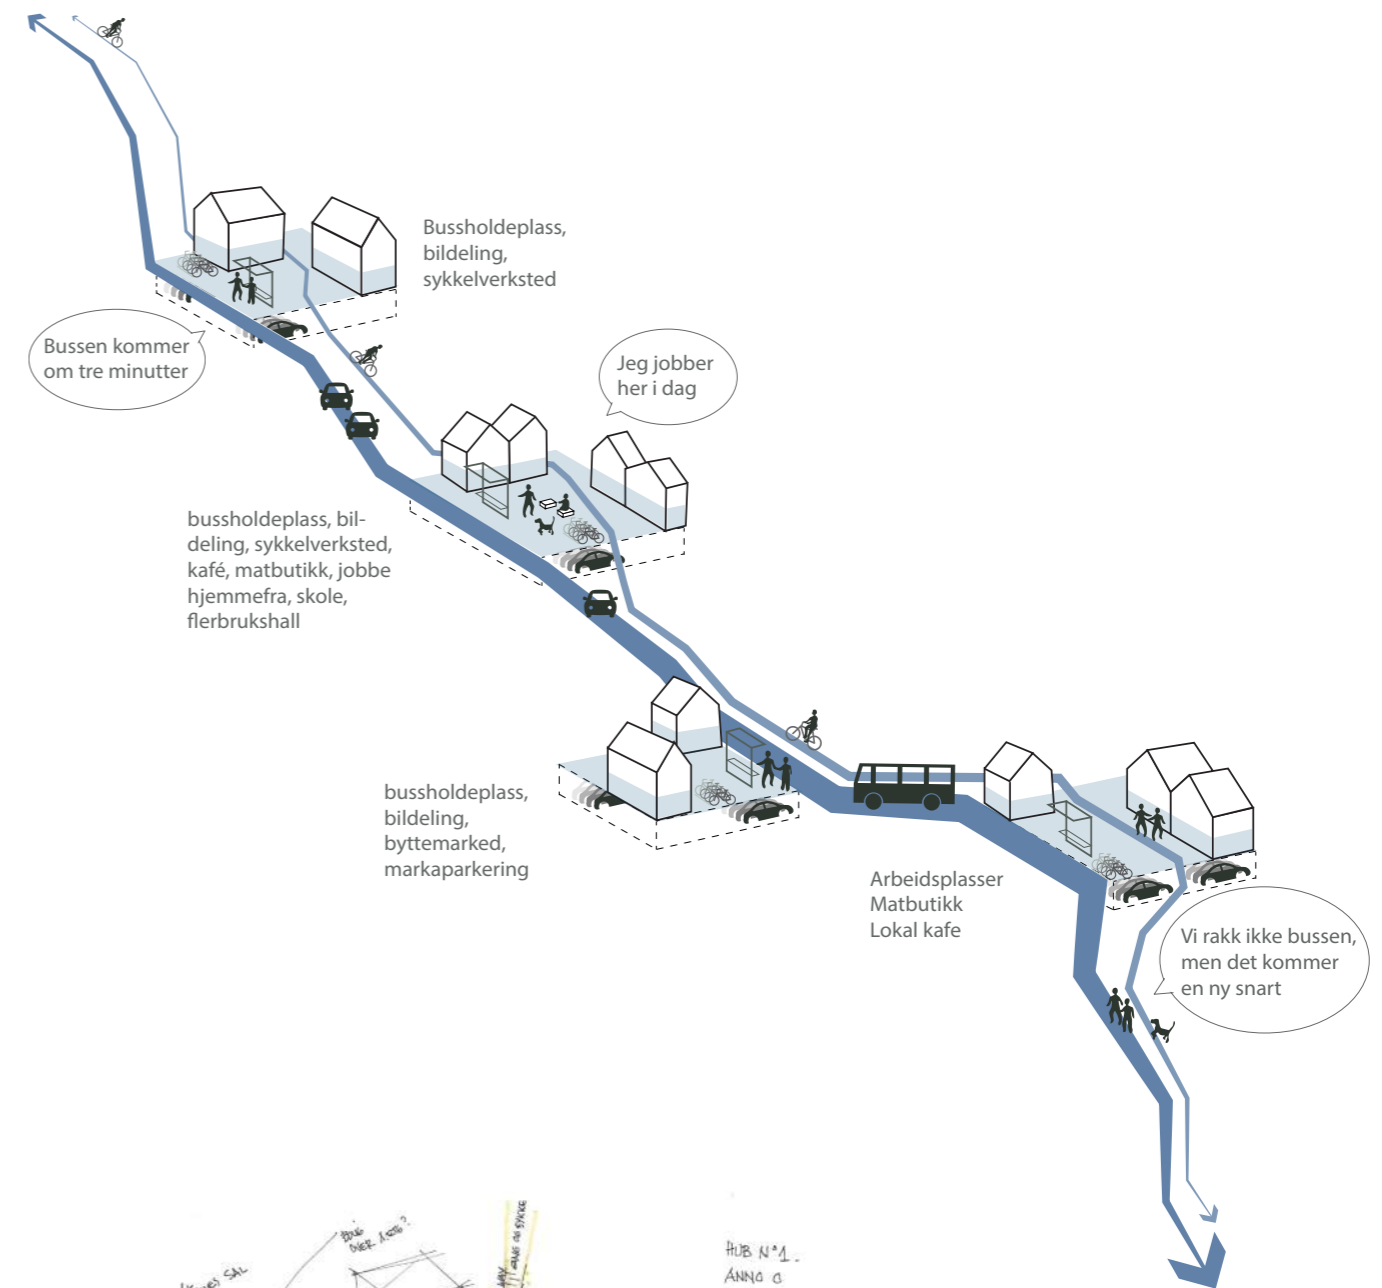 Bussholdeplass,
bildeling,
sykkelverksted
Bussen kommer
om tre minutter
Jeg jobber
her i dag
bussholdeplass, bil-
deling, sykkelverksted,
kafé, matbutikk, jobbe
hjemmefra, skole,
flerbrukshall
bussholdeplass,
bildeling,
byttemarked,
markaparkering
Arbeidsplasser
Matbutikk
Lokal kafe
Vi rakk ikke bussen,
men det kommer
en ny snart
SAL
OVER
HUB N°1.
ANNO